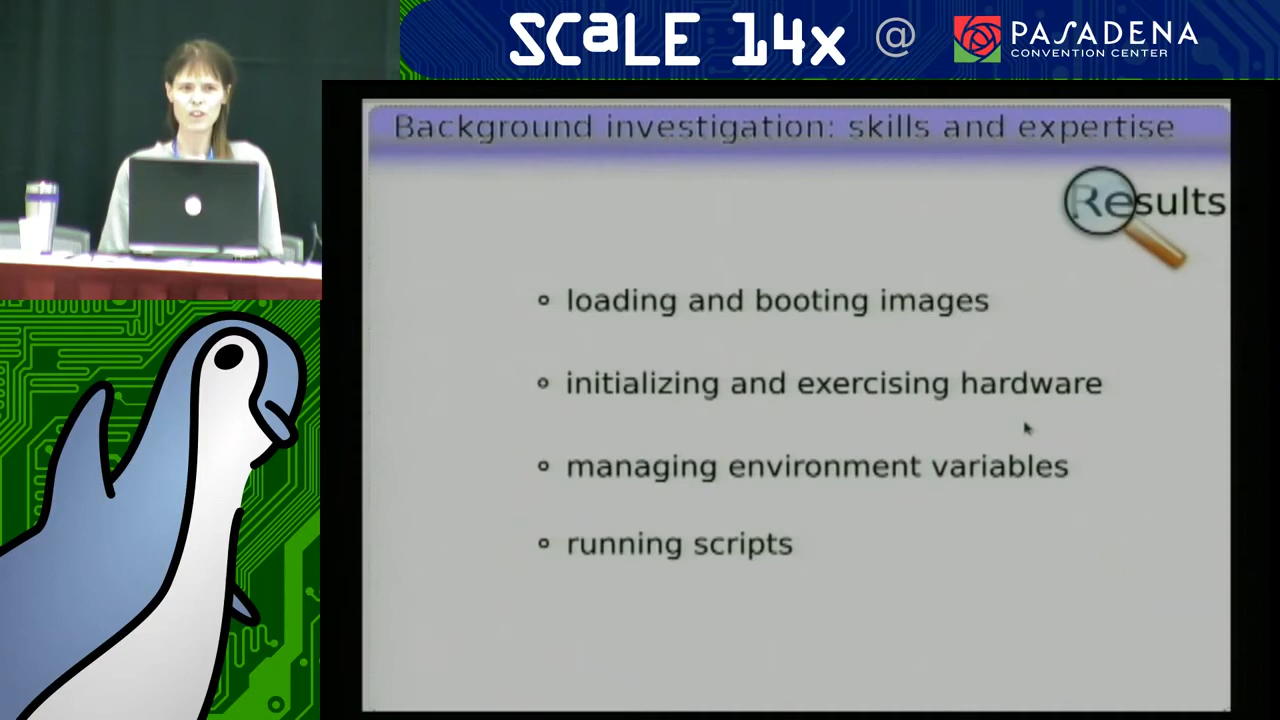 SCaLE 14x @ PASADENA
CONVENTION CENTER
Background investigation: skills and expertise
Results
loading and booting images
initializing and exercising hardware
managing environment variables
running scripts